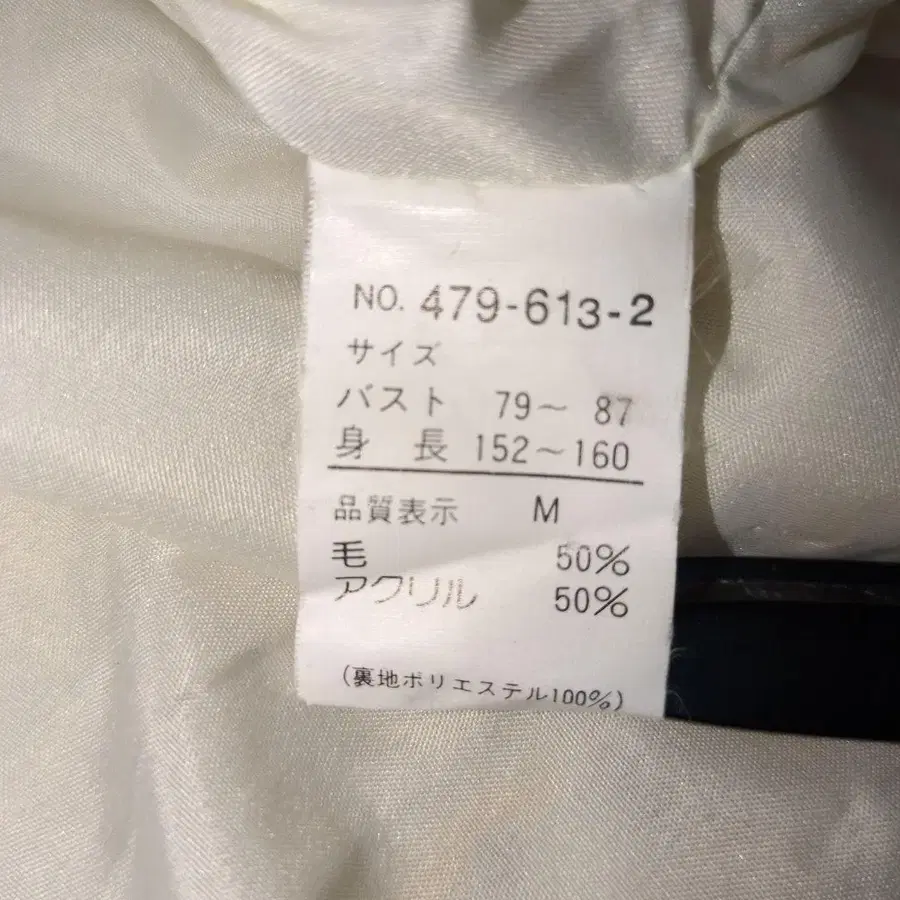 NO. 479-613-2
サイズ
バスト 79～ 87
身 長 152～160
品質表示 M
毛 50%
アクリル 50%
(裏地ポリエステル100%)